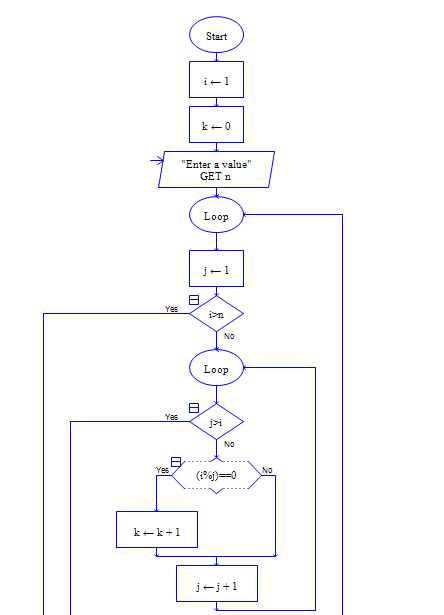 Start
i ← 1
k ← 0
"Enter a value"
GET n
Loop
j ← 1
Yes
i>n
No
Loop
Yes
j>i
No
Yes
(i%j)==0
No
k ← k + 1
j ← j + 1